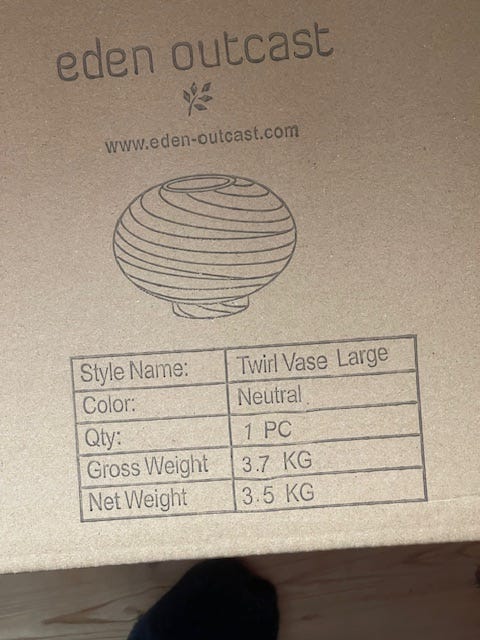 eden outcast
www.eden-outcast.com
Style Name: Twirl Vase Large
Color: Neutral
Qty: 1 PC
Gross Weight 3.7 KG
Net Weight 3.5 KG